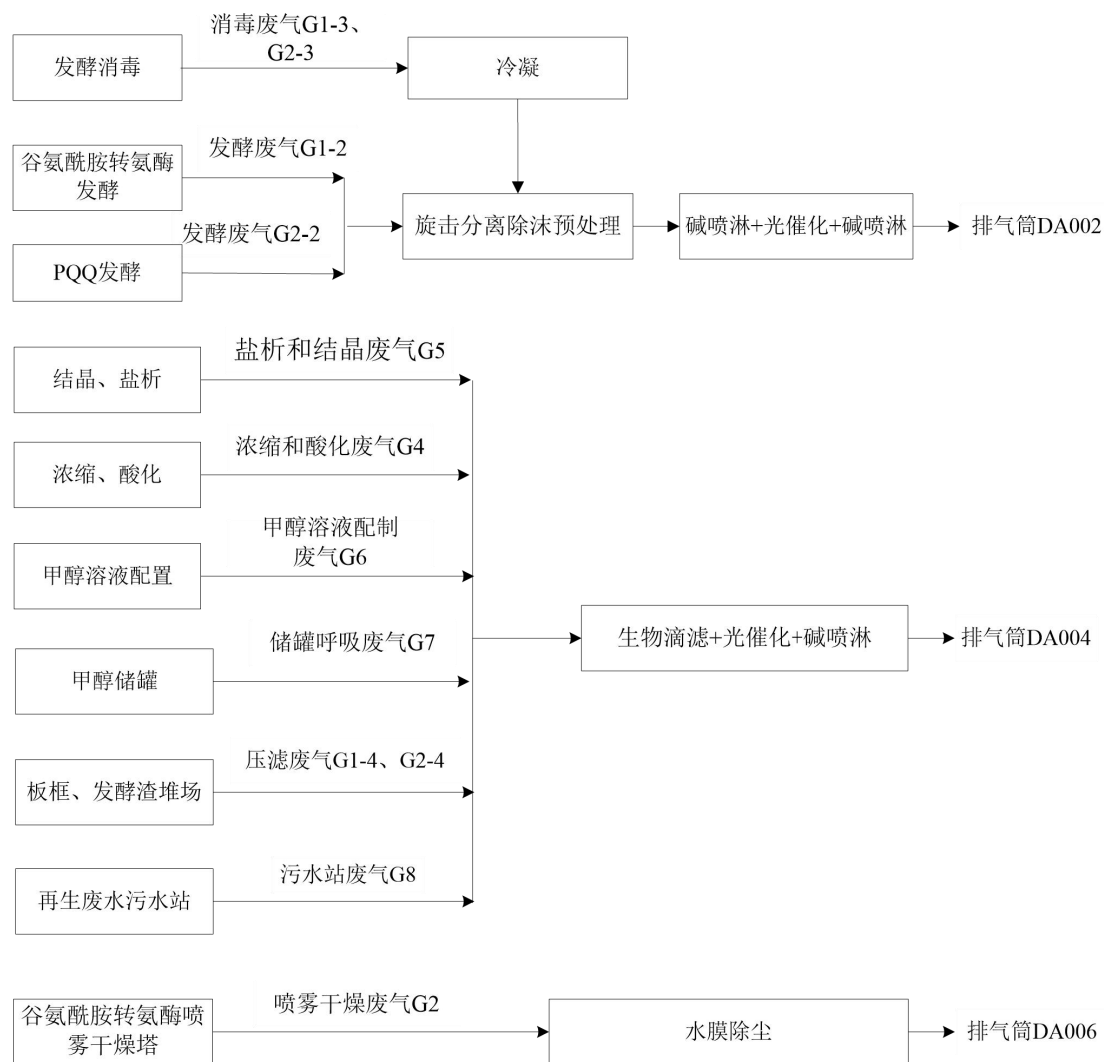 消毒废气G1-3、
G2-3
发酵消毒
冷凝
谷氨酰胺转氨酶
发酵
发酵废气G1-2
发酵废气G2-2
PQQ发酵
旋击分离除沫预处理
碱喷淋+光催化+碱喷淋
排气筒DA002
盐析和结晶废气G5
结晶、盐析
浓缩和酸化废气G4
浓缩、酸化
甲醇溶液配制
废气G6
甲醇溶液配置
储罐呼吸废气G7
甲醇储罐
生物滴滤+光催化+碱喷淋
排气筒DA004
压滤废气G1-4、G2-4
板框、发酵渣堆场
污水站废气G8
再生废水污水站
喷雾干燥废气G2
谷氨酰胺转氨酶喷
雾干燥塔
水膜除尘
排气筒DA006